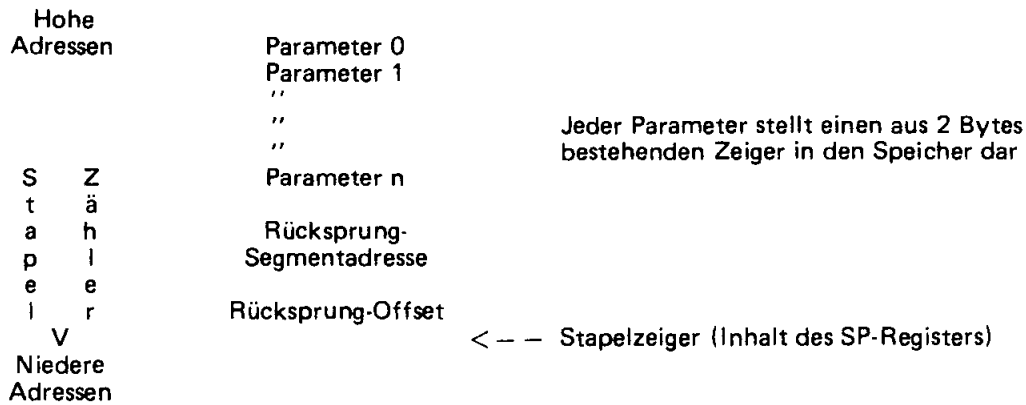 Hohe
Adressen Parameter 0
Parameter 1
''
''
''
Jeder Parameter stellt einen aus 2 Bytes
bestehenden Zeiger in den Speicher dar
S Z Parameter n
t ä
a h Rücksprung-
p l Segmentadresse
e e
l r Rücksprung-Offset
V
<–– Stapelzeiger (Inhalt des SP-Registers)
Niedere
Adressen